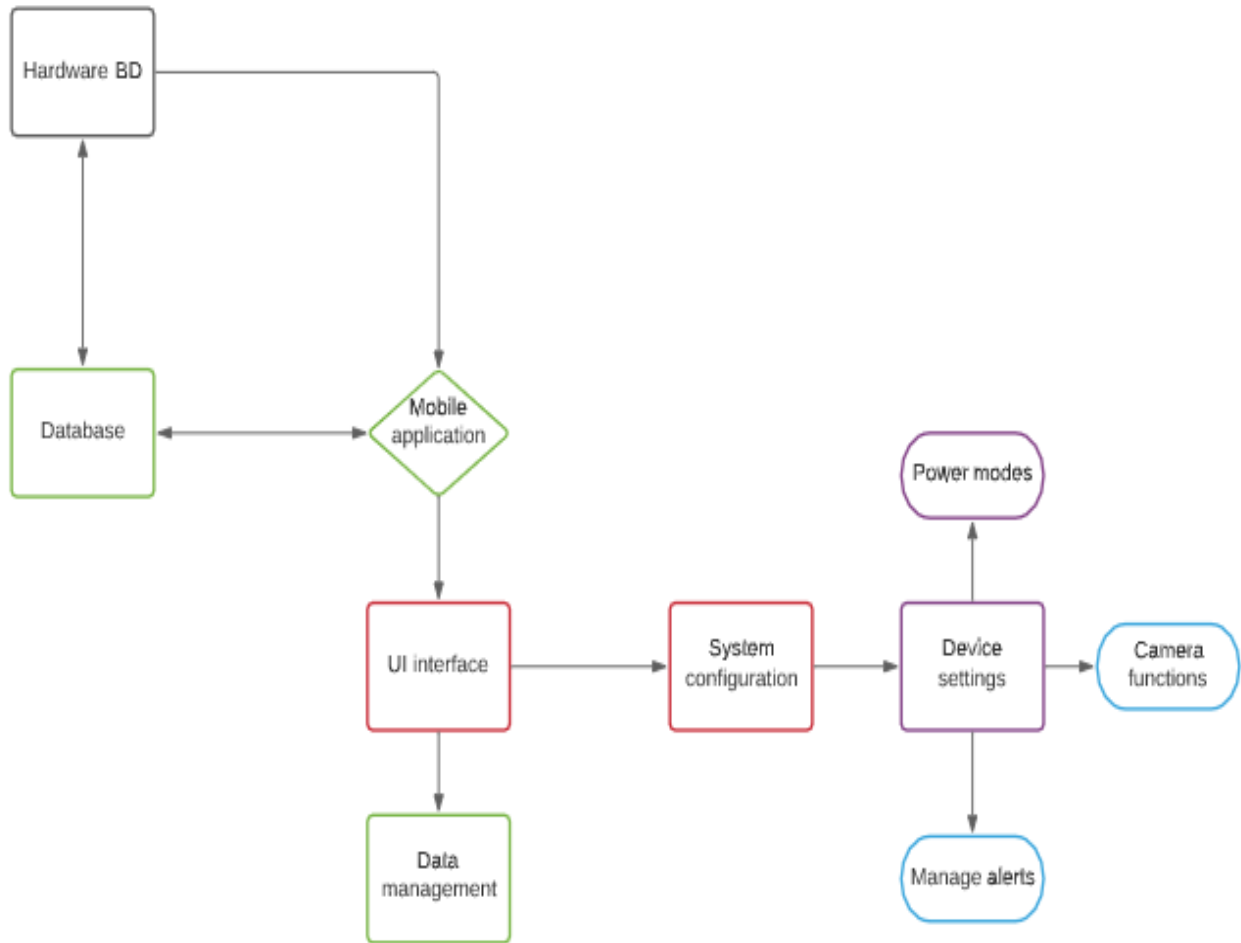 Hardware BD
Database
Mobile
application
Power modes
UI interface
System
configuration
Device
settings
Camera
functions
Data
management
Manage alerts